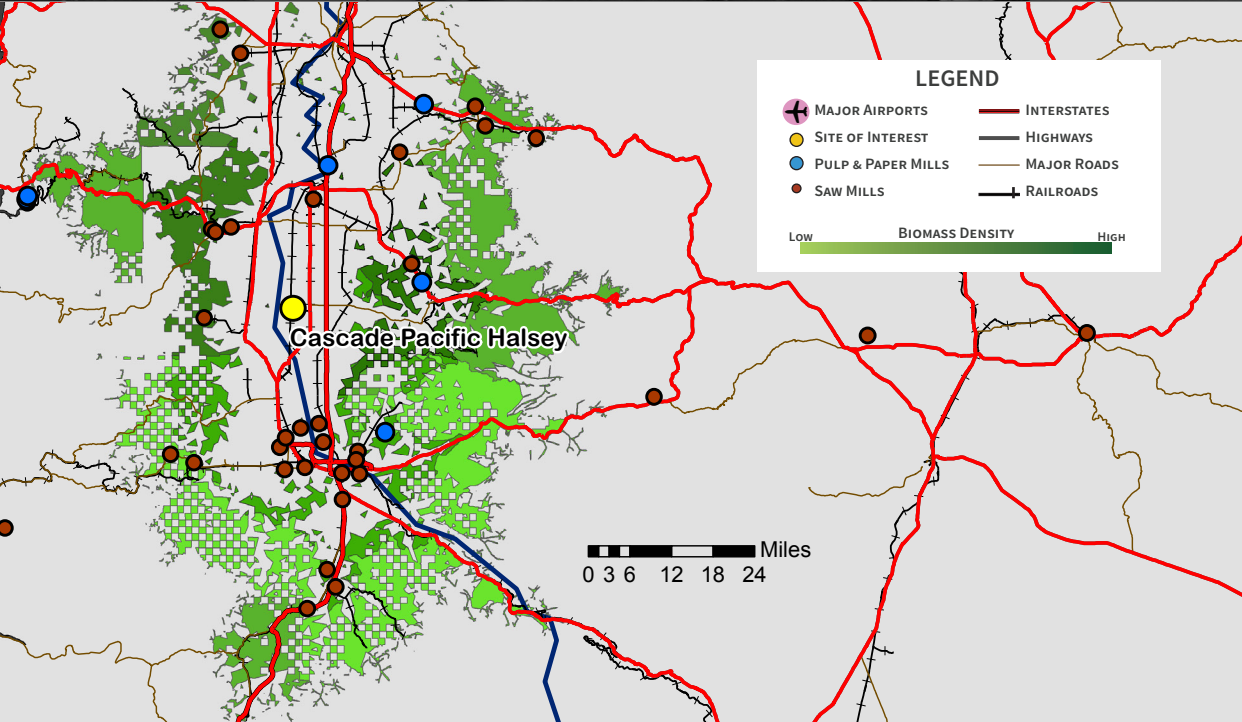 LEGEND
MAJOR AIRPORTS
INTERSTATES
SITE OF INTEREST
HIGHWAYS
PULP & PAPER MILLS
MAJOR ROADS
SAW MILLS
RAILROADS
BIOMASS DENSITY
LOW
HIGH
Cascade Pacific Halsey
Miles
0 3 6 12 18 24